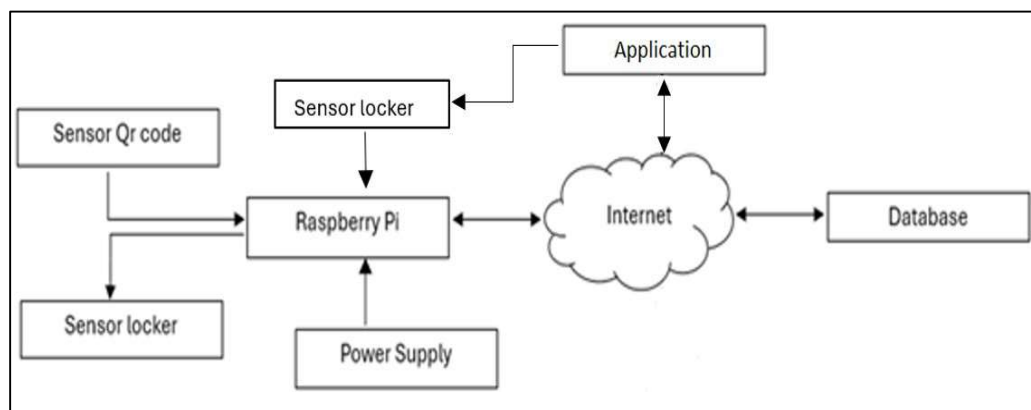 Application
Sensor locker
Sensor Qr code
Raspberry Pi
Internet
Database
Sensor locker
Power Supply